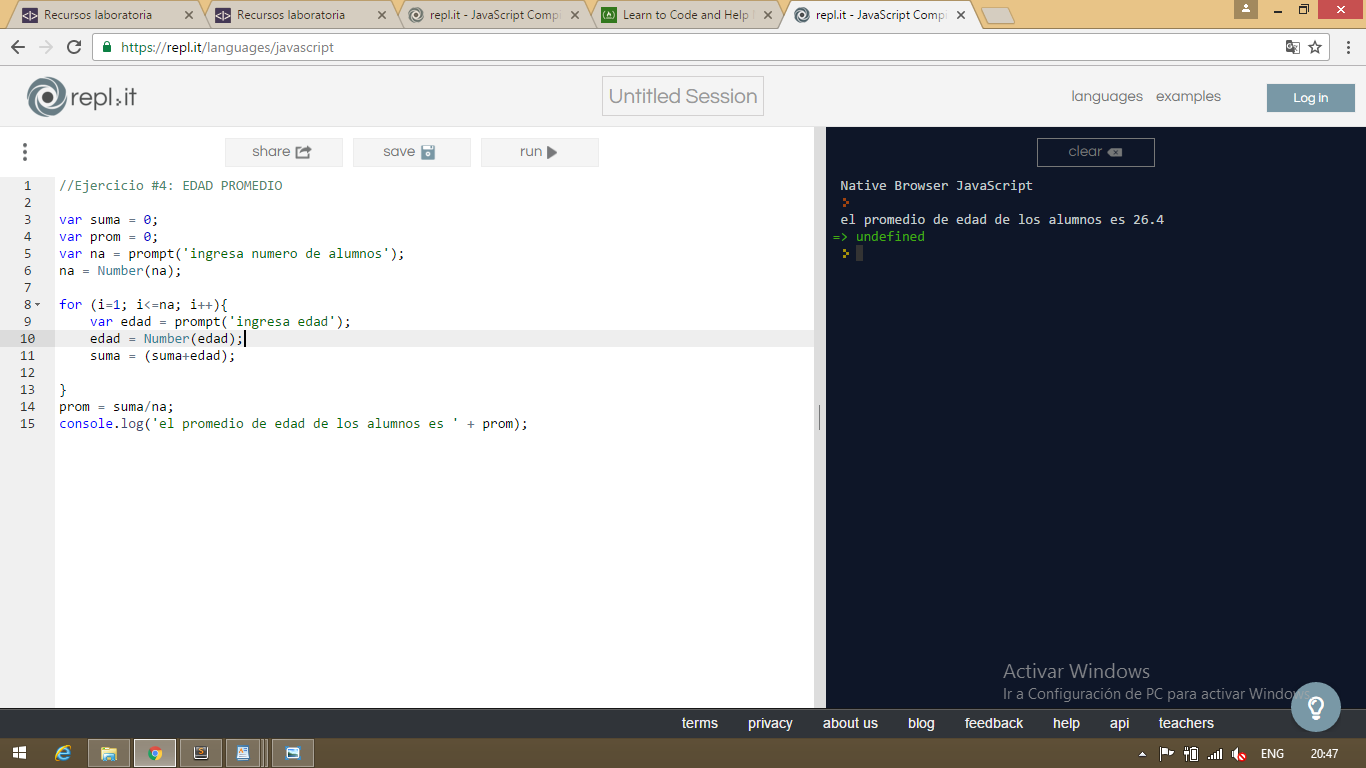 Recursos laboratoria
Recursos laboratoria
repl.it - JavaScript Comp
Learn to Code and Help
repl.it - JavaScript Comp
https://repl.it/languages/javascript
repl.it
Untitled Session
languages examples
Log in
share save run
clear
1 //Ejercicio #4: EDAD PROMEDIO
2
3 var suma = 0;
4 var prom = 0;
5 var na = prompt('ingresa numero de alumnos');
6 na = Number(na);
7
8 for (i=1; i<=na; i++){
9 var edad = prompt('ingresa edad');
10 edad = Number(edad);
11 suma = (suma+edad);
12
13 }
14 prom = suma/na;
15 console.log('el promedio de edad de los alumnos es ' + prom);
Native Browser JavaScript
el promedio de edad de los alumnos es 26.4
=> undefined
Activar Windows
Ir a Configuración de PC para activar Windows
terms privacy about us blog feedback help api teachers
ENG 20:47